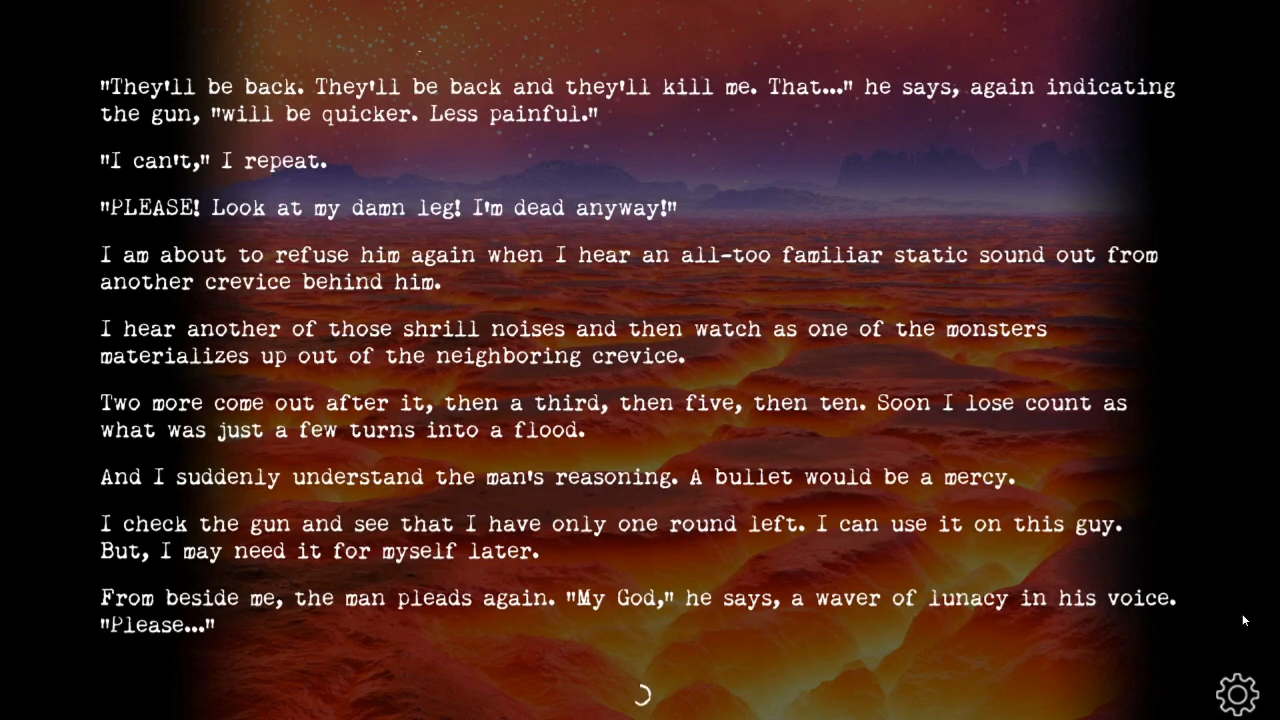 "They'll be back. They'll be back and they'll kill me. That..." he says, again indicating
the gun, "will be quicker. Less painful."
"I can't," I repeat.
"PLEASE! Look at my damn leg! I'm dead anyway!"
I am about to refuse him again when I hear an all-too familiar static sound out from
another crevice behind him.
I hear another of those shrill noises and then watch as one of the monsters
materializes up out of the neighboring crevice.
Two more come out after it, then a third, then five, then ten. Soon I lose count as
what was just a few turns into a flood.
And I suddenly understand the man's reasoning. A bullet would be a mercy.
I check the gun and see that I have only one round left. I can use it on this guy.
But, I may need it for myself later.
From beside me, the man pleads again. "My God," he says, a waver of lunacy in his voice.
"Please..."